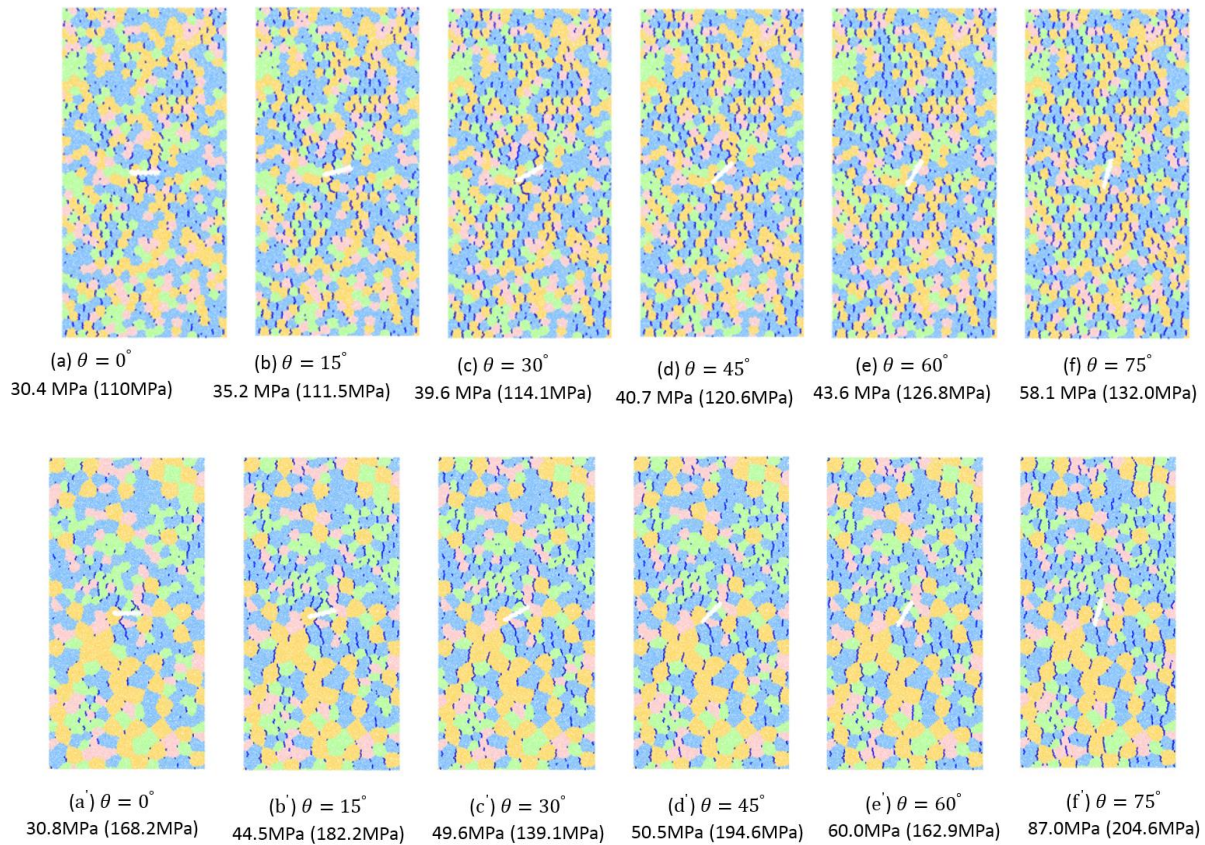 (a) θ = 0° (b) θ = 15° (c) θ = 30° (d) θ = 45° (e) θ = 60° (f) θ = 75°
30.4 MPa (110MPa) 35.2 MPa (111.5MPa) 39.6 MPa (114.1MPa) 40.7 MPa (120.6MPa) 43.6 MPa (126.8MPa) 58.1 MPa (132.0MPa)
(a') θ = 0° (b') θ = 15° (c') θ = 30° (d') θ = 45° (e') θ = 60° (f') θ = 75°
30.8MPa (168.2MPa) 44.5MPa (182.2MPa) 49.6MPa (139.1MPa) 50.5MPa (194.6MPa) 60.0MPa (162.9MPa) 87.0MPa (204.6MPa)